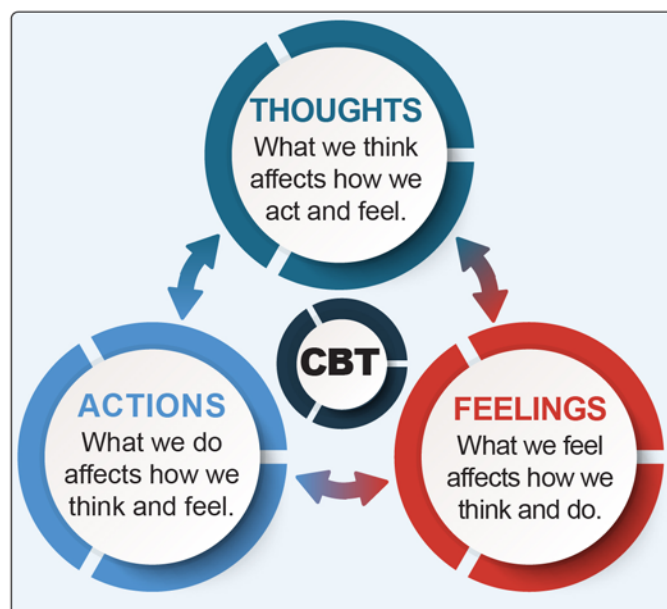 THOUGHTS
What we think
affects how we
act and feel.
CBT
ACTIONS
What we do
affects how we
think and feel.
FEELINGS
What we feel
affects how we
think and do.